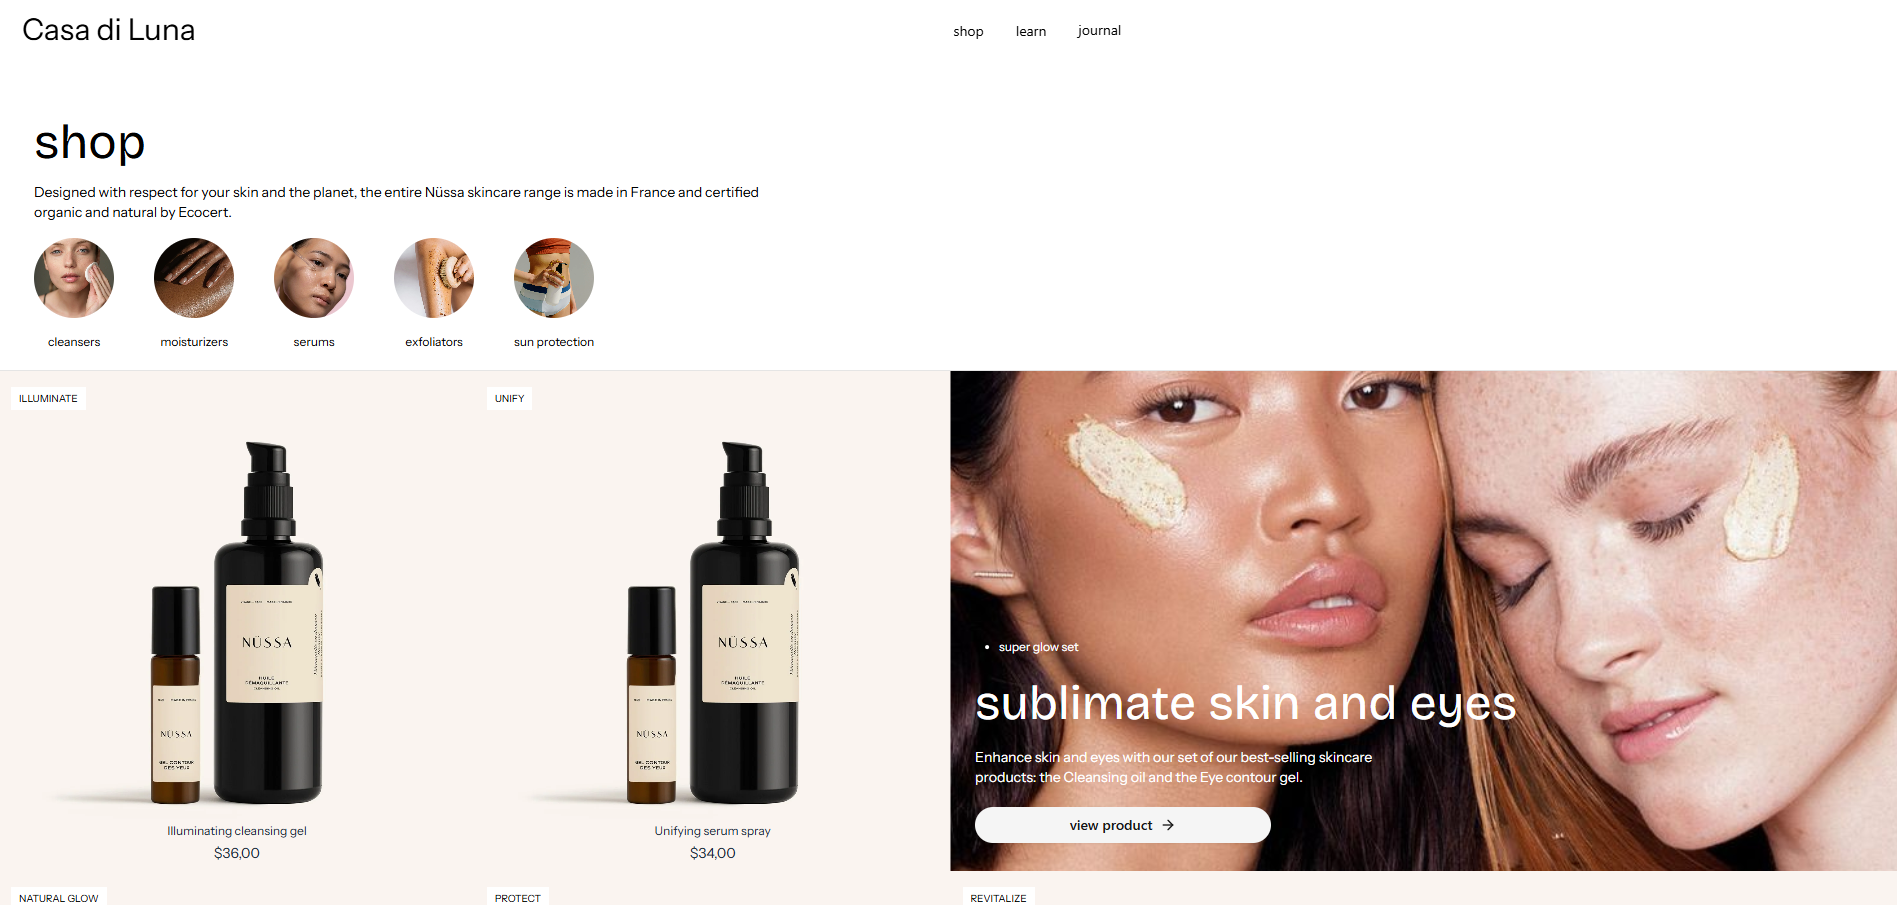 Casa di Luna
shop
learn
journal
shop
Designed with respect for your skin and the planet, the entire Nüssa skincare range is made in France and certified
organic and natural by Ecocert.
cleansers
moisturizers
serums
exfoliators
sun protection
ILLUMINATE
NÜSSA
HUILE
DÉMAQUILLANTE
CLEANSING OIL
NÜSSA
GEL CONTOUR
DES YEUX
Illuminating cleansing gel
$36,00
UNIFY
NÜSSA
HUILE
DÉMAQUILLANTE
CLEANSING OIL
NÜSSA
GEL CONTOUR
DES YEUX
Unifying serum spray
$34,00
• super glow set
sublimate skin and eyes
Enhance skin and eyes with our set of our best-selling skincare
products: the Cleansing oil and the Eye contour gel.
view product →
NATURAL GLOW
PROTECT
REVITALIZE